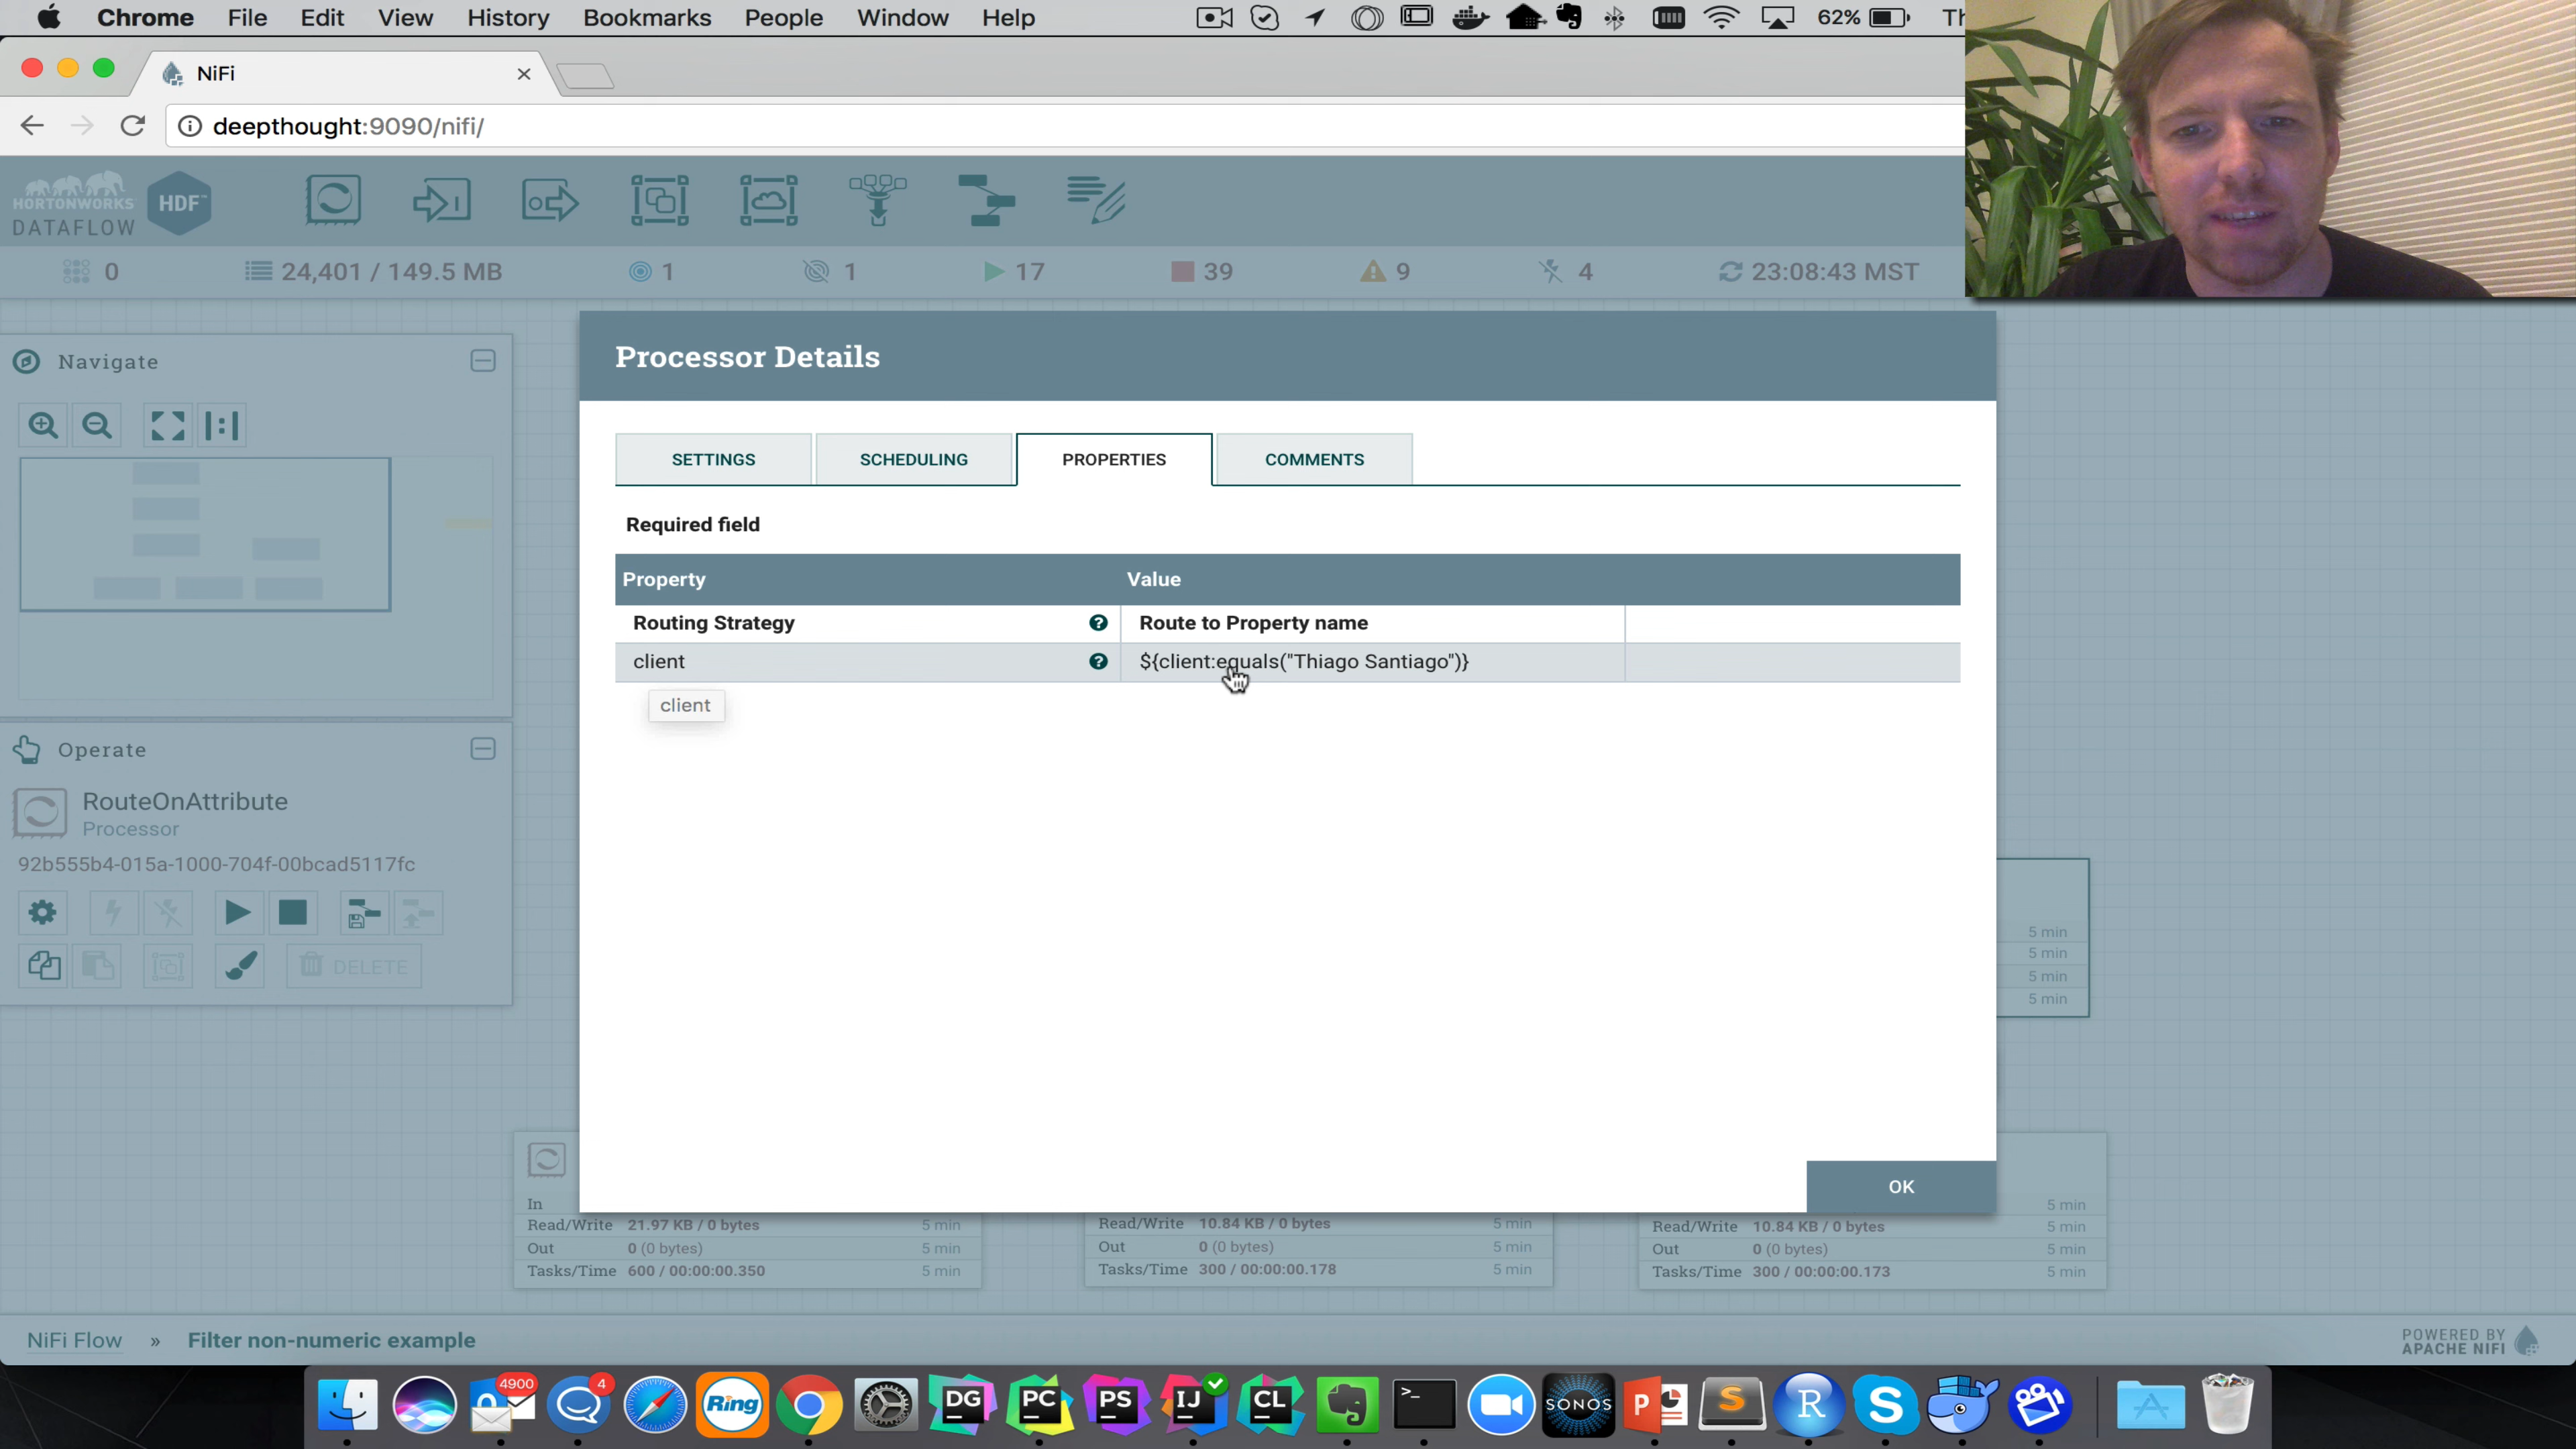 Chrome File Edit View History Bookmarks People Window Help 62% Th
NiFi
deepthought:9090/nifi/
HORTONWORKS
DATAFLOW
HDF
0 24,401 / 149.5 MB 1 1 17 39 9 4 23:08:43 MST
Navigate
Operate
RouteOnAttribute
Processor
92b555b4-015a-1000-704f-00bcad5117fc
DELETE
Processor Details
SETTINGS SCHEDULING PROPERTIES COMMENTS
Required field
Property Value
Routing Strategy Route to Property name
client ${client:equals("Thiago Santiago")}
client
OK
5 min
5 min
5 min
5 min
In
Read/Write 21.97 KB / 0 bytes 5 min
Out 0 (0 bytes) 5 min
Tasks/Time 600 / 00:00:00.350 5 min
Read/Write 10.84 KB / 0 bytes 5 min
Out 0 (0 bytes) 5 min
Tasks/Time 300 / 00:00:00.178 5 min
5 min
Read/Write 10.84 KB / 0 bytes 5 min
Out 0 (0 bytes) 5 min
Tasks/Time 300 / 00:00:00.173 5 min
NiFi Flow » Filter non-numeric example
POWERED BY
APACHE NIFI
4900 4 Ring DG PC PS IJ CL >_ SONOS P S R S